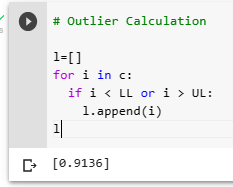 # Outlier Calculation
l=[]
for i in c:
  if i < LL or i > UL:
    l.append(i)
l
[0.9136]